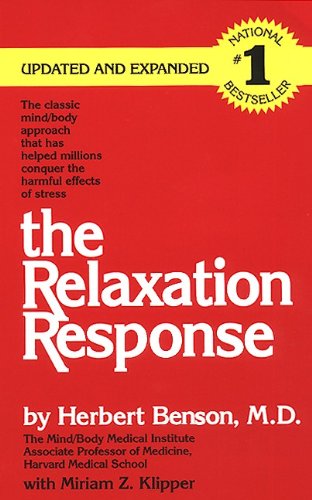 UPDATED AND EXPANDED
NATIONAL
#1
BESTSELLER
The classic
mind/body
approach
that has
helped millions
conquer the
harmful effects
of stress
the
Relaxation
Response
by Herbert Benson, M.D.
The Mind/Body Medical Institute
Associate Professor of Medicine,
Harvard Medical School
with Miriam Z. Klipper